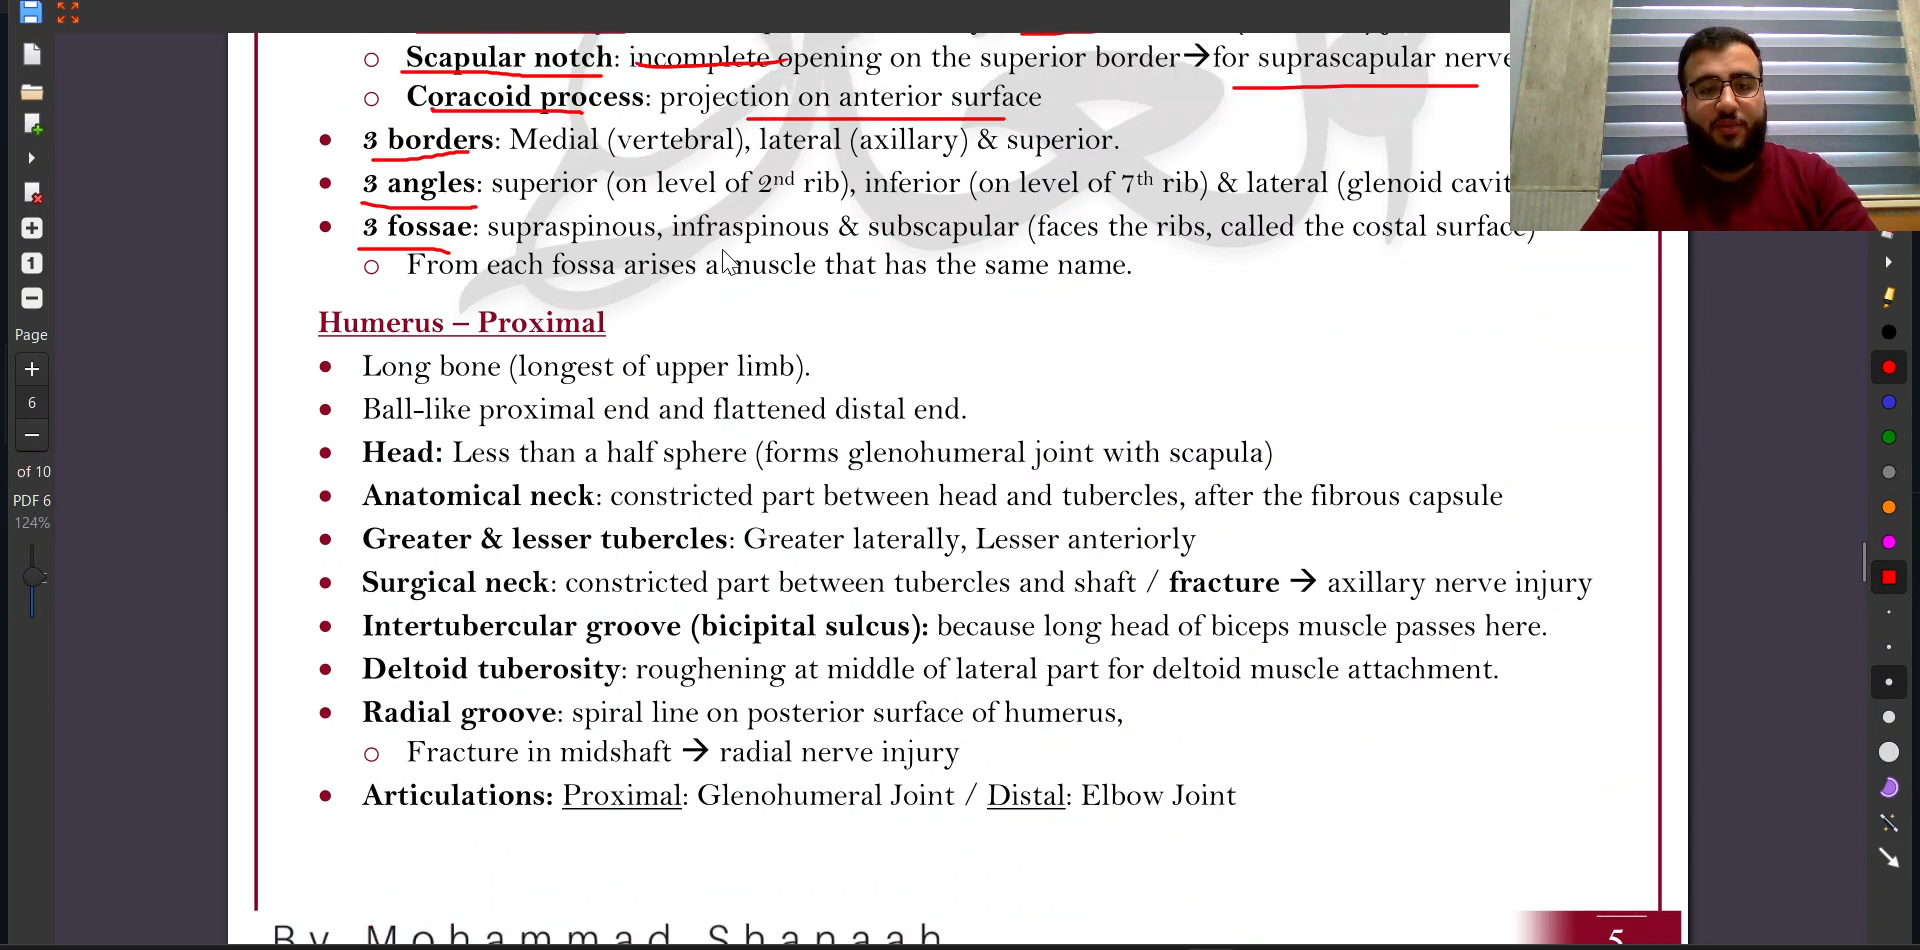 Scapular notch: incomplete opening on the superior border→for suprascapular nerve
Coracoid process: projection on anterior surface
3 borders: Medial (vertebral), lateral (axillary) & superior.
3 angles: superior (on level of 2nd rib), inferior (on level of 7th rib) & lateral (glenoid
3 fossae: supraspinous, infraspinous & subscapular (faces the ribs, called the costal surface)
From each fossa arises a muscle that has the same name.
Humerus – Proximal
Long bone (longest of upper limb).
Ball-like proximal end and flattened distal end.
Head: Less than a half sphere (forms glenohumeral joint with scapula)
Anatomical neck: constricted part between head and tubercles, after the fibrous capsule
Greater & lesser tubercles: Greater laterally, Lesser anteriorly
Surgical neck: constricted part between tubercles and shaft / fracture → axillary nerve injury
Intertubercular groove (bicipital sulcus): because long head of biceps muscle passes here.
Deltoid tuberosity: roughening at middle of lateral part for deltoid muscle attachment.
Radial groove: spiral line on posterior surface of humerus,
Fracture in midshaft → radial nerve injury
Articulations: Proximal: Glenohumeral Joint / Distal: Elbow Joint
By Mohammad Shanaah
5
1
Page
6
of 10
PDF 6
124%